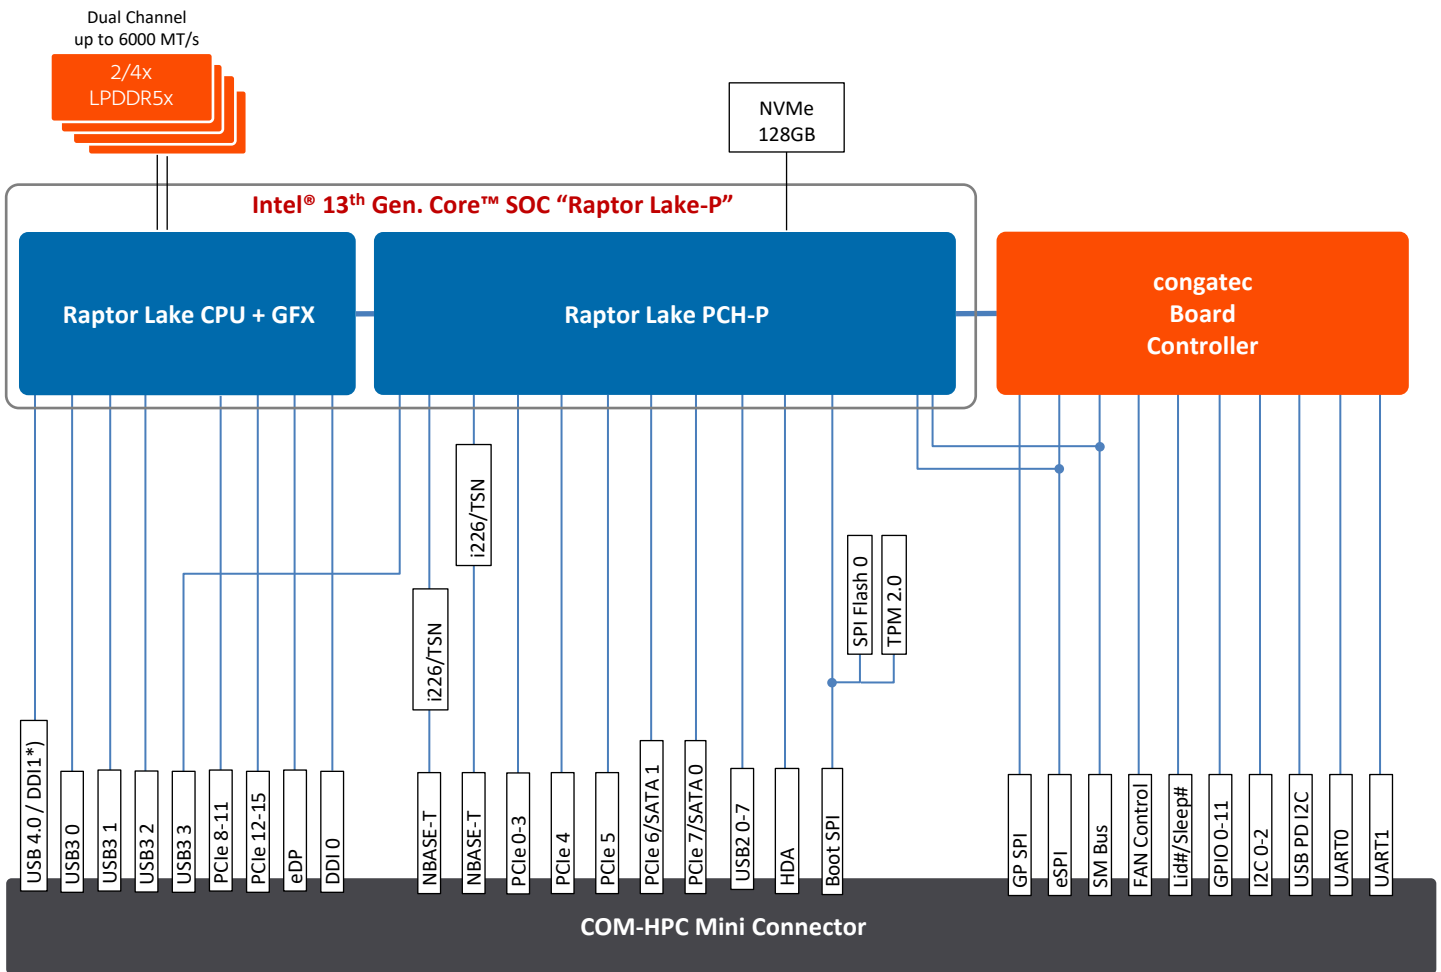 Dual Channel
up to 6000 MT/s
2/4x
LPDDR5x
NVMe
128GB
Intel® 13th Gen. Core™ SOC “Raptor Lake-P”
Raptor Lake CPU + GFX
Raptor Lake PCH-P
congatec
Board
Controller
i226/TSN
i226/TSN
SPI Flash 0
TPM 2.0
USB 4.0 / DDI1*)
USB3 0
USB3 1
USB3 2
USB3 3
PCIe 8-11
PCIe 12-15
eDP
DDI 0
NBASE-T
NBASE-T
PCIe 0-3
PCIe 4
PCIe 5
PCIe 6/SATA 1
PCIe 7/SATA 0
USB2 0-7
HDA
Boot SPI
GP SPI
eSPI
SM Bus
FAN Control
Lid#/Sleep#
GPIO 0-11
I2C 0-2
USB PD I2C
UART0
UART1
COM-HPC Mini Connector